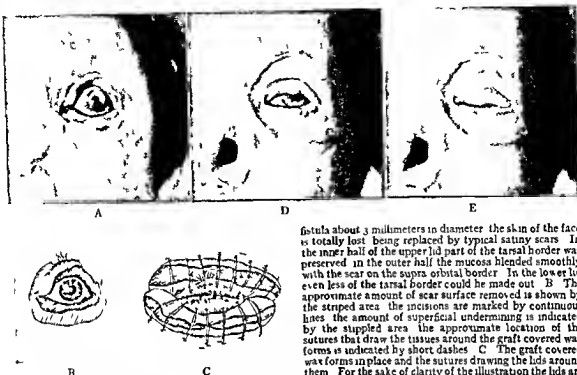 A
D
E
fistula about 3 millimeters in diameter the skin of the face
is totally lost being replaced by typical satiny scars In
the inner half of the upper lid part of the tarsal border was
preserved in the outer half the mucosa blended smoothly
with the scar on the supra orbital border In the lower lid
even less of the tarsal border could be made out B The
approximate amount of scar surface removed is shown by
the striped area the incisions are marked by continuous
lines the amount of superficial undermining is indicated
by the stippled area the approximate location of the
sutures that draw the tissues around the graft covered wax
forms is indicated by short dashes C The graft covered
wax forms in place and the sutures drawing the lids around
them For the sake of clarity of the illustration the lids are
B
C